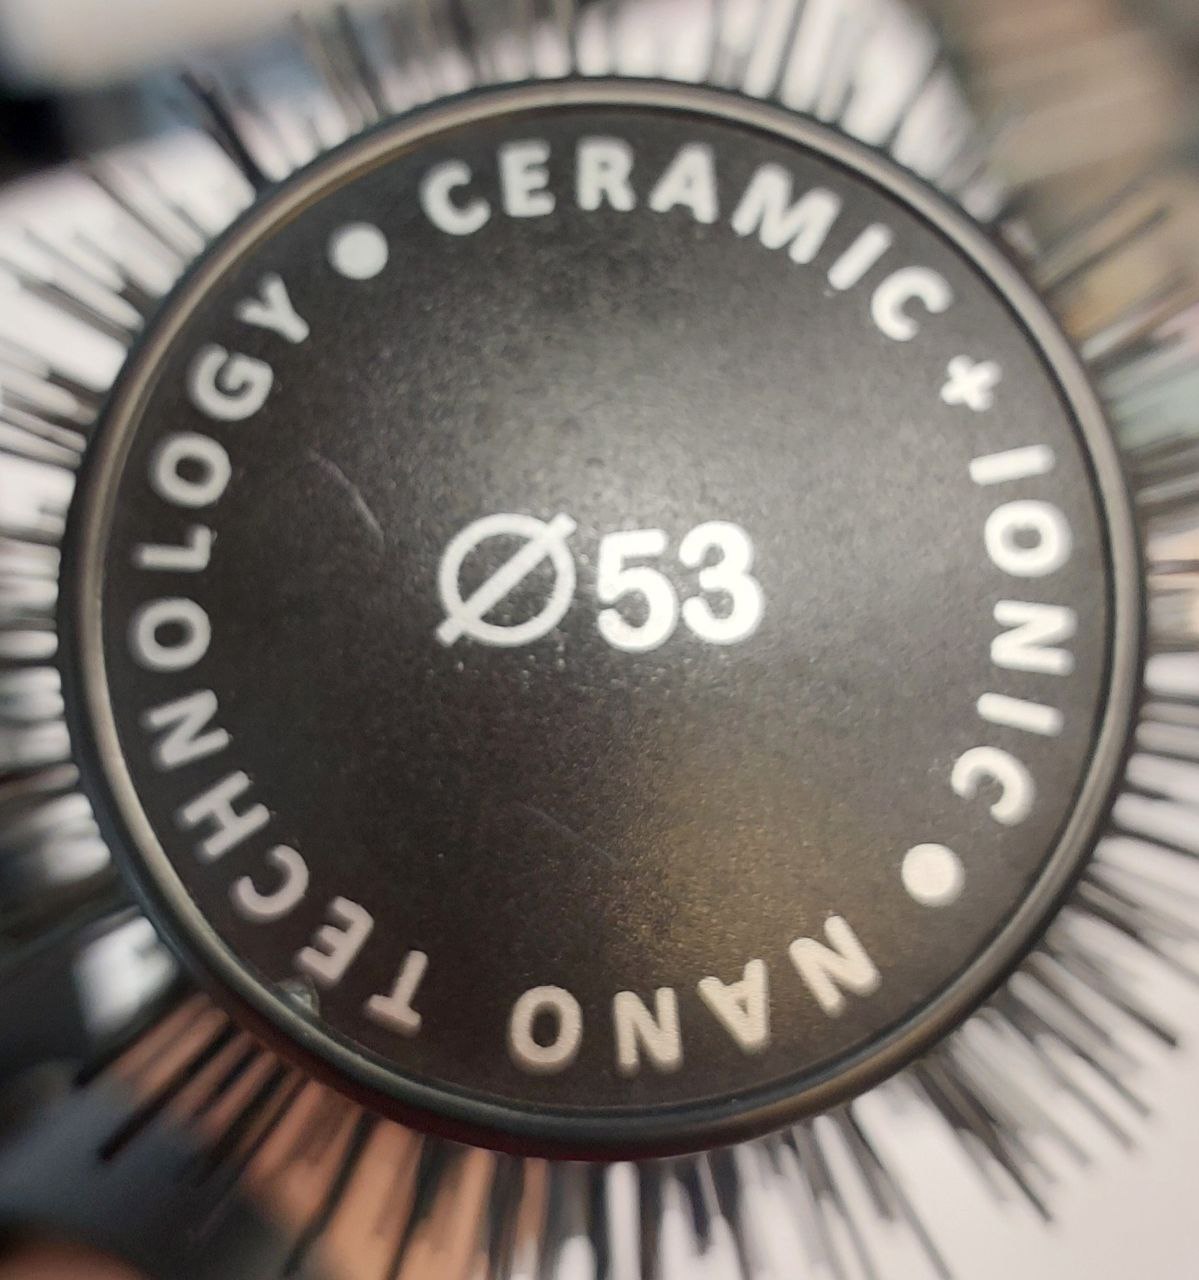 CERAMIC + IONIC • NANO TECHNOLOGY •
Ø53